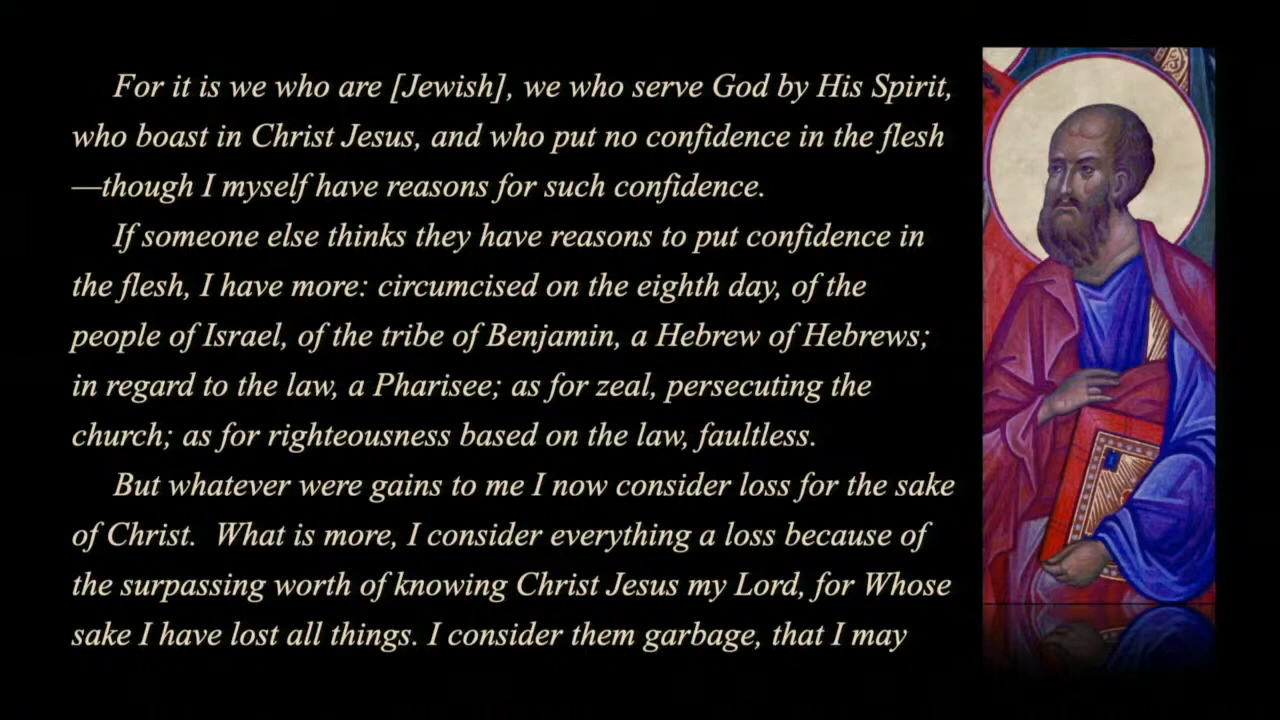 For it is we who are [Jewish], we who serve God by His Spirit,
who boast in Christ Jesus, and who put no confidence in the flesh
—though I myself have reasons for such confidence.
If someone else thinks they have reasons to put confidence in
the flesh, I have more: circumcised on the eighth day, of the
people of Israel, of the tribe of Benjamin, a Hebrew of Hebrews;
in regard to the law, a Pharisee; as for zeal, persecuting the
church; as for righteousness based on the law, faultless.
But whatever were gains to me I now consider loss for the sake
of Christ.  What is more, I consider everything a loss because of
the surpassing worth of knowing Christ Jesus my Lord, for Whose
sake I have lost all things. I consider them garbage, that I may